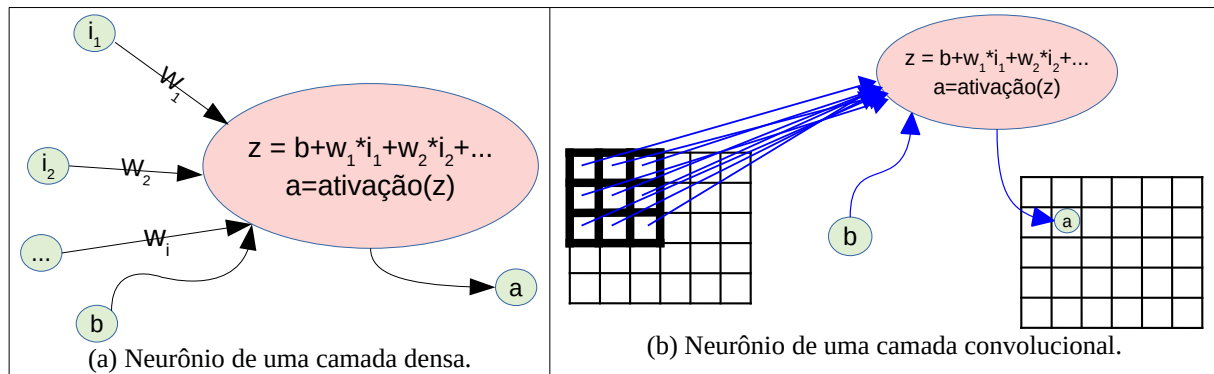 i₁
w₁
i₂
w₂
...
wᵢ
b
z = b+w₁*i₁+w₂*i₂+...
a=ativação(z)
a
(a) Neurônio de uma camada densa.
z = b+w₁*i₁+w₂*i₂+...
a=ativação(z)
b
a
(b) Neurônio de uma camada convolucional.